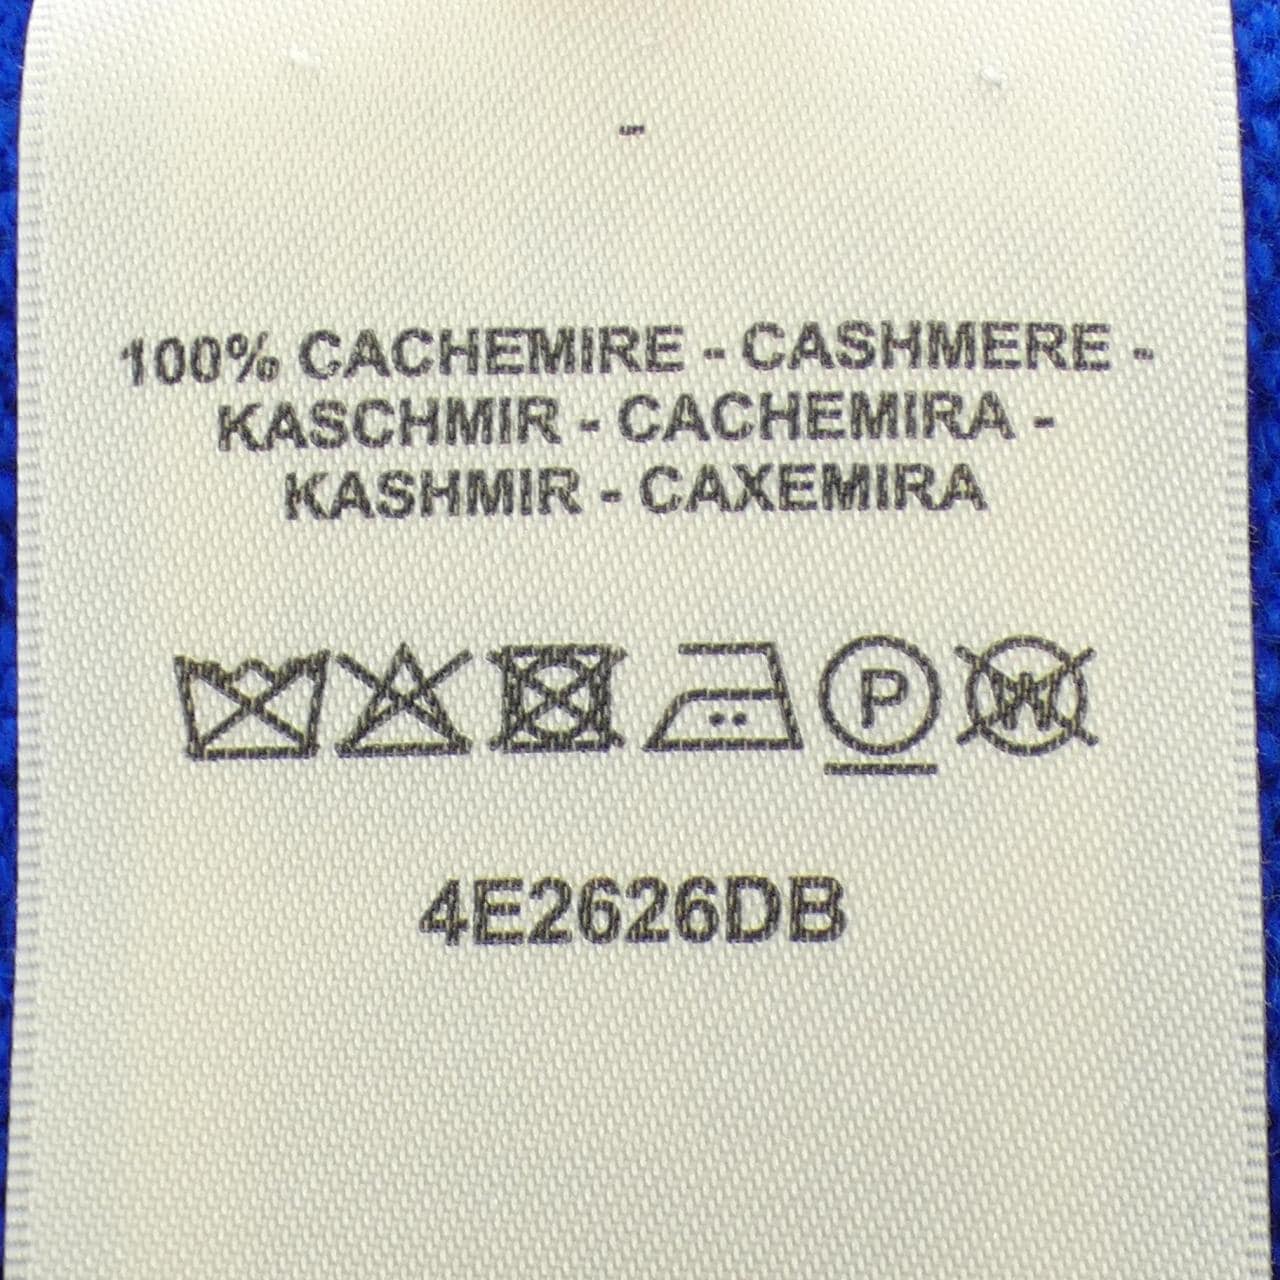 100% CACHEMIRE - CASHMERE -
KASCHMIR - CACHEMIRA -
KASHMIR - CAXEMIRA
P W
4E2626DB